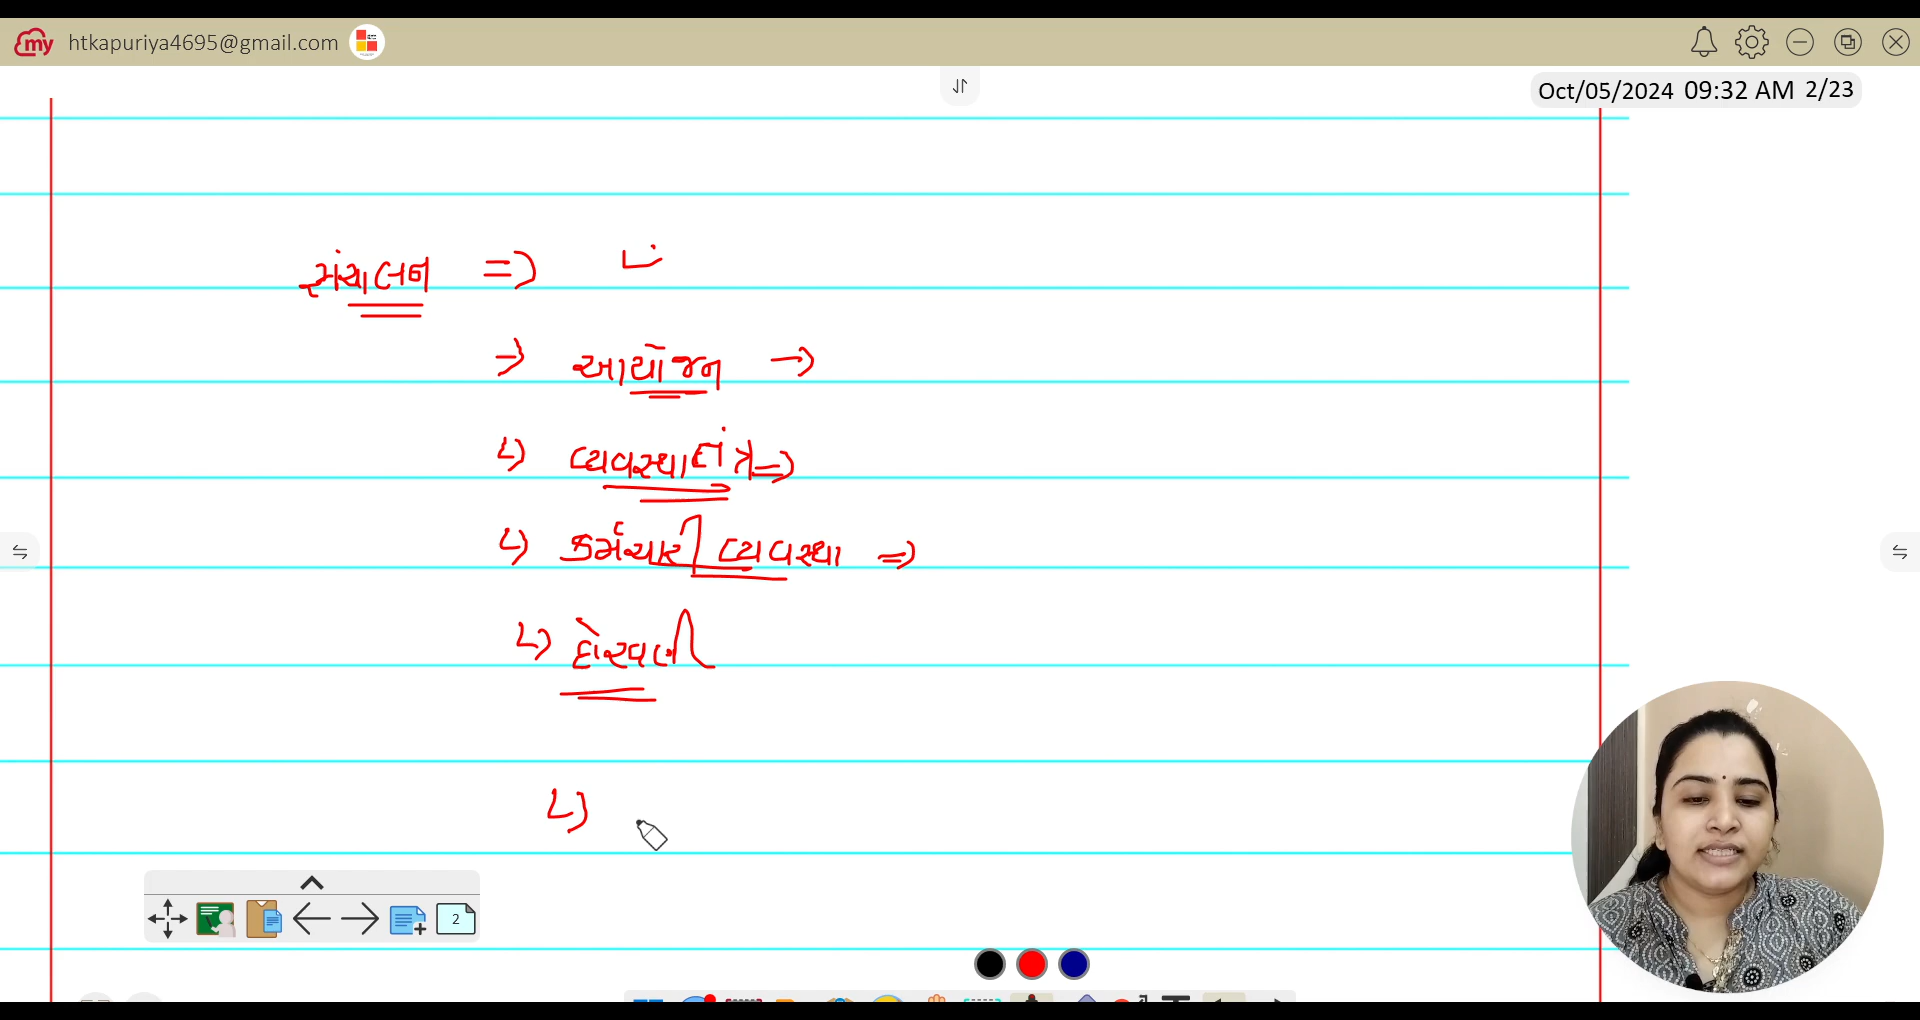 my htkapuriya4695@gmail.com
Oct/05/2024 09:32 AM 2/23
સંચાલન =>
→ આયોજન →
↳ વ્યવસ્થાતંત્ર =>
↳ કર્મચારી વ્યવસ્થા =>
↳ દોરવણી
2